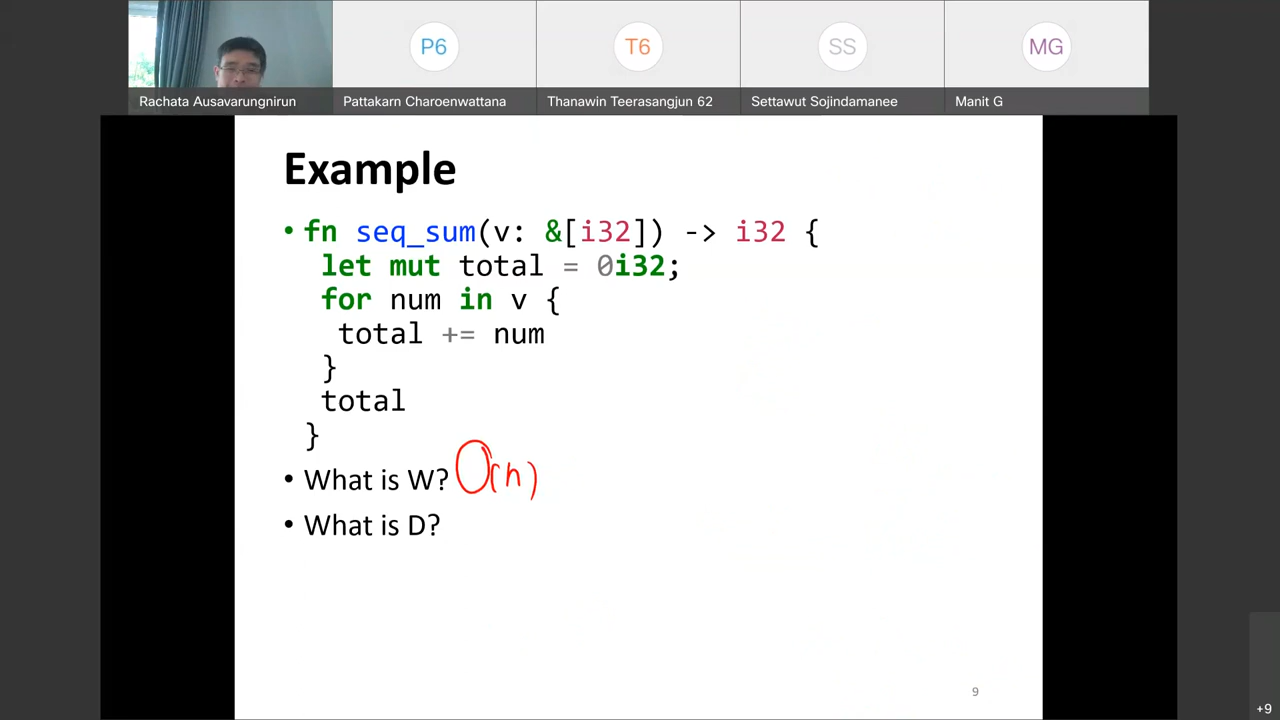 P6
T6
SS
MG
Rachata Ausavarungnirun
Pattakarn Charoenwattana
Thanawin Teerasangjun 62
Settawut Sojindamanee
Manit G
Example
• fn seq_sum(v: &[i32]) -> i32 {
let mut total = 0i32;
for num in v {
total += num
}
total
}
• What is W? O(n)
• What is D?
9
+9